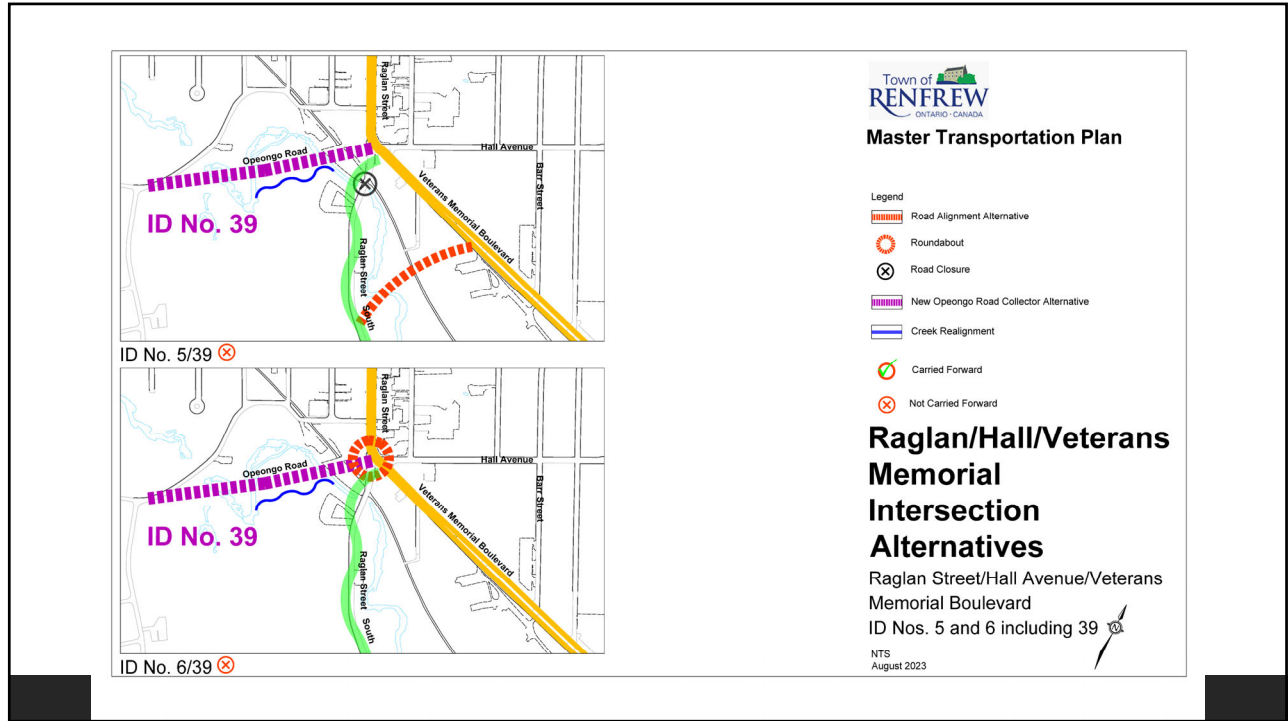 Raglan Street
Opeongo Road
Hall Avenue
Barr Street
Veterans Memorial Boulevard
ID No. 39
Raglan Street South
ID No. 5/39
Raglan Street
Opeongo Road
Hall Avenue
Barr Street
Veterans Memorial Boulevard
ID No. 39
Raglan Street South
ID No. 6/39
Town of
RENFREW
ONTARIO · CANADA
Master Transportation Plan
Legend
Road Alignment Alternative
Roundabout
Road Closure
New Opeongo Road Collector Alternative
Creek Realignment
Carried Forward
Not Carried Forward
Raglan/Hall/Veterans
Memorial
Intersection
Alternatives
Raglan Street/Hall Avenue/Veterans
Memorial Boulevard
ID Nos. 5 and 6 including 39
N
NTS
August 2023